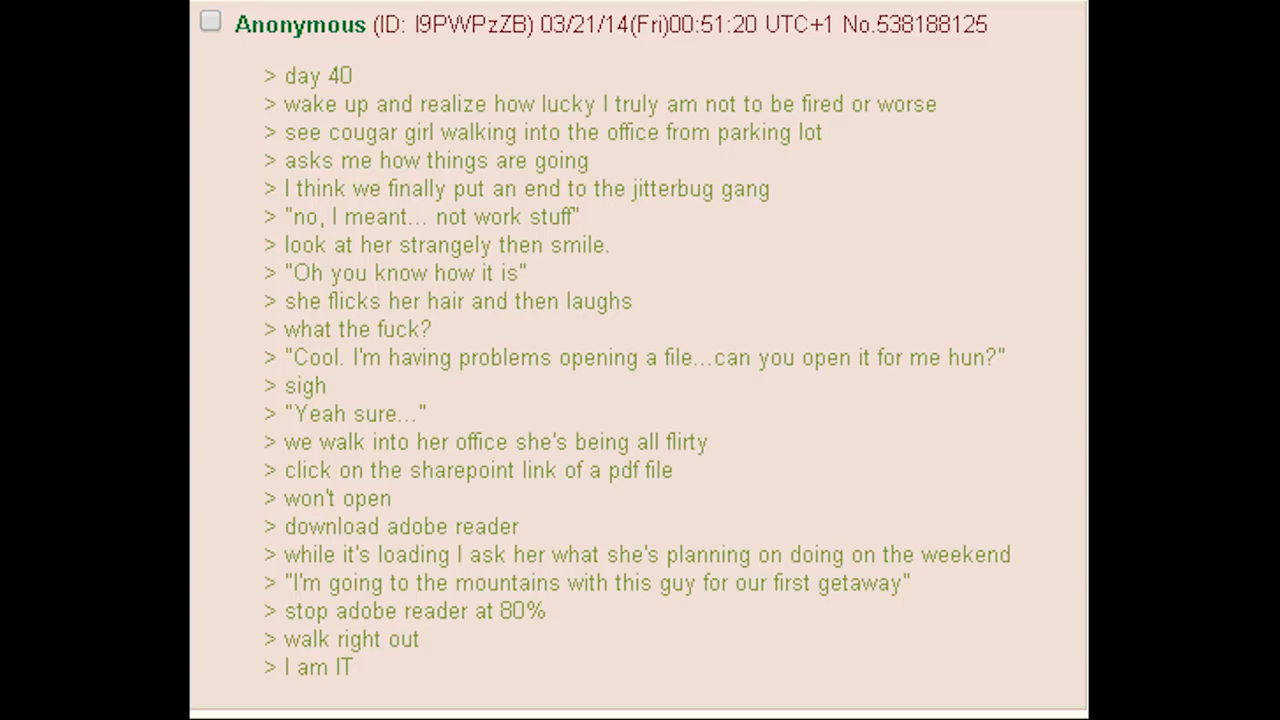 Anonymous (ID: I9PWPzZB) 03/21/14(Fri)00:51:20 UTC+1 No.538188125
> day 40
> wake up and realize how lucky I truly am not to be fired or worse
> see cougar girl walking into the office from parking lot
> asks me how things are going
> I think we finally put an end to the jitterbug gang
> "no, I meant... not work stuff"
> look at her strangely then smile.
> "Oh you know how it is"
> she flicks her hair and then laughs
> what the fuck?
> "Cool. I'm having problems opening a file...can you open it for me hun?"
> sigh
> "Yeah sure..."
> we walk into her office she's being all flirty
> click on the sharepoint link of a pdf file
> won't open
> download adobe reader
> while it's loading I ask her what she's planning on doing on the weekend
> "I'm going to the mountains with this guy for our first getaway"
> stop adobe reader at 80%
> walk right out
> I am IT